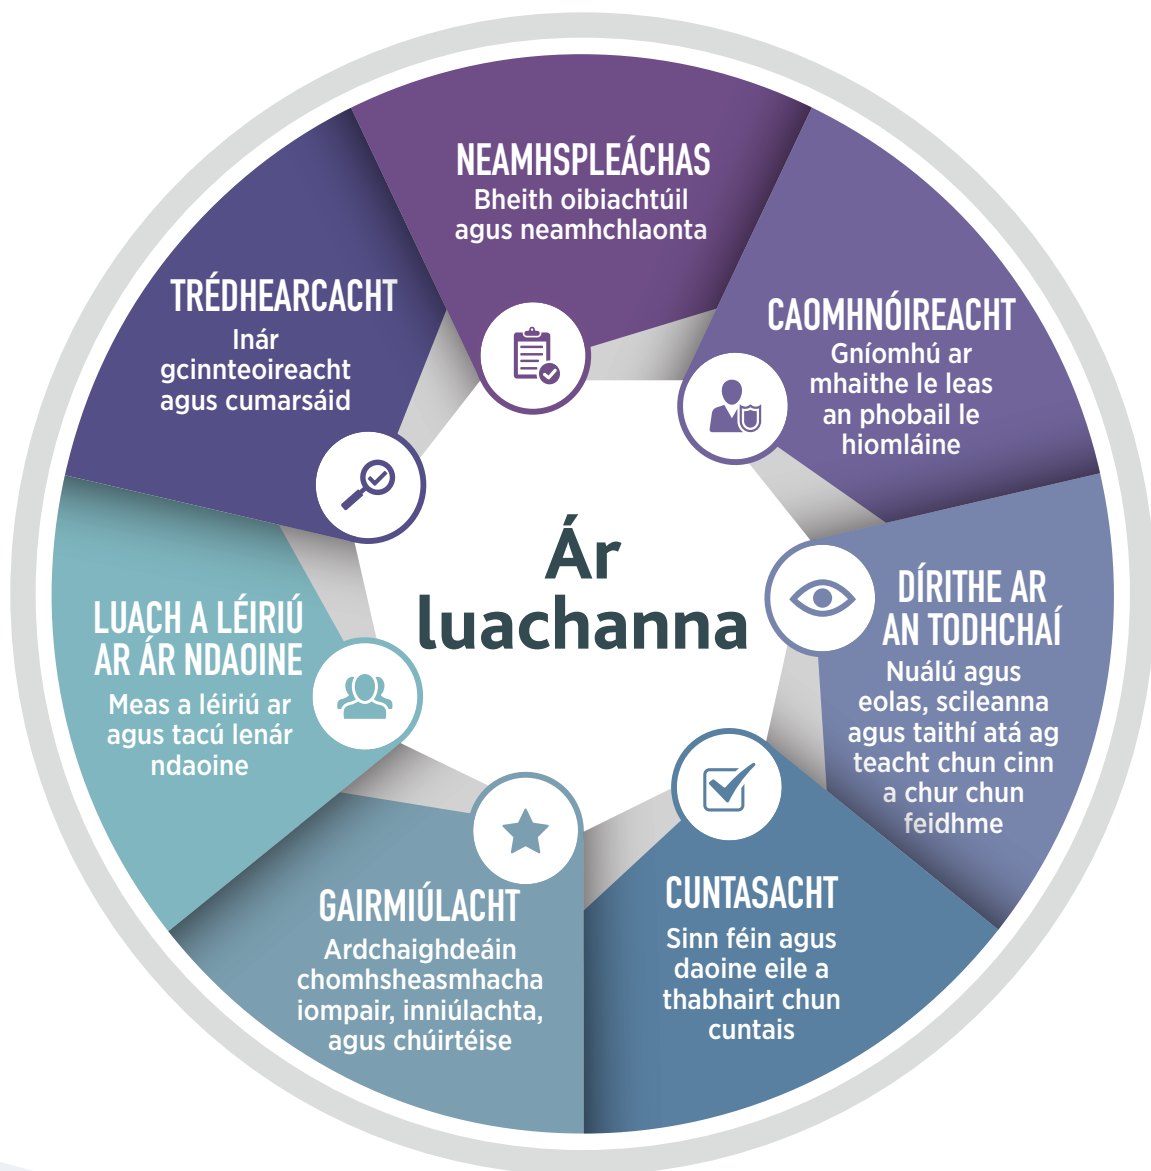 NEAMHSPLEÁCHAS
Bheith oibiachtúil
agus neamhchlaonta
CAOMHNÓIREACHT
Gníomhú ar
mhaithe le leas
an phobail le
hiomláine
DÍRITHE AR
AN TODHCHAÍ
Nuálú agus
eolas, scileanna
agus taithí atá ag
teacht chun cinn
a chur chun
feidhme
CUNTASACHT
Sinn féin agus
daoine eile a
thabhairt chun
cuntais
GAIRMIÚLACHT
Ardchaighdeáin
chomhsheasmhacha
iompair, inniúlachta,
agus chúirtéise
LUACH A LÉIRIÚ
AR ÁR NDAOINE
Meas a léiriú ar
agus tacú lenár
ndaoine
TRÉDHEARCACHT
Inár
gcinnteoireacht
agus cumarsáid
Ár
luachanna